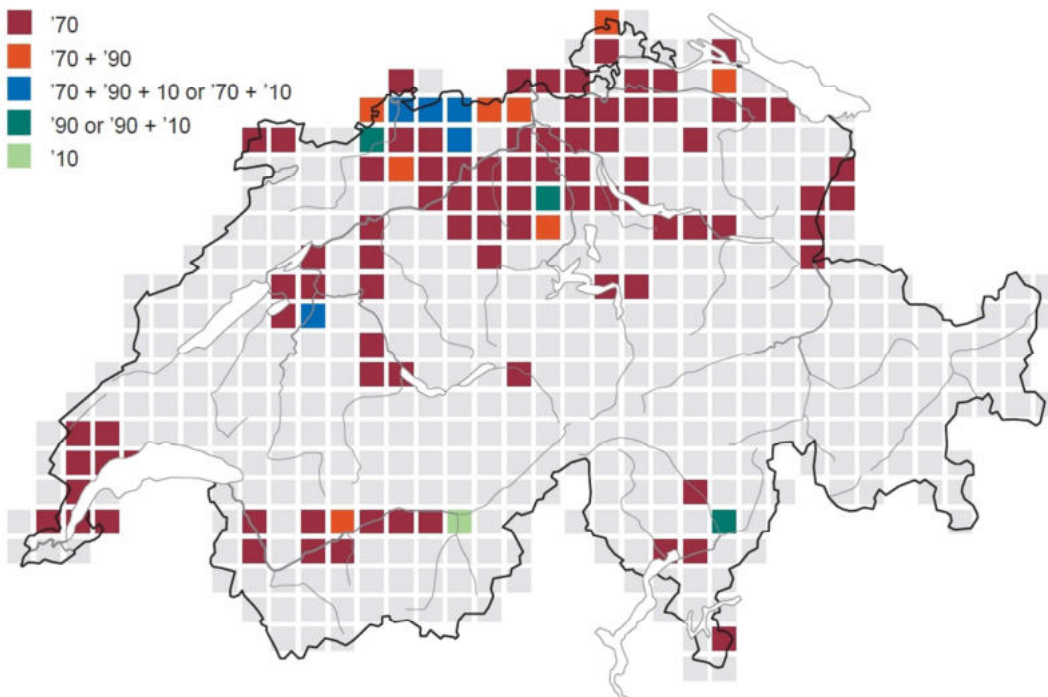 ’70
’70 + ’90
’70 + ’90 + 10 or ’70 + ’10
’90 or ’90 + ’10
’10